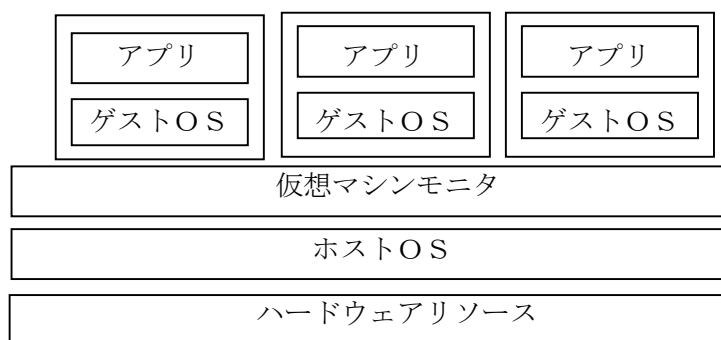 アプリ
アプリ
アプリ
ゲストＯＳ
ゲストＯＳ
ゲストＯＳ
仮想マシンモニタ
ホストＯＳ
ハードウェアリソース